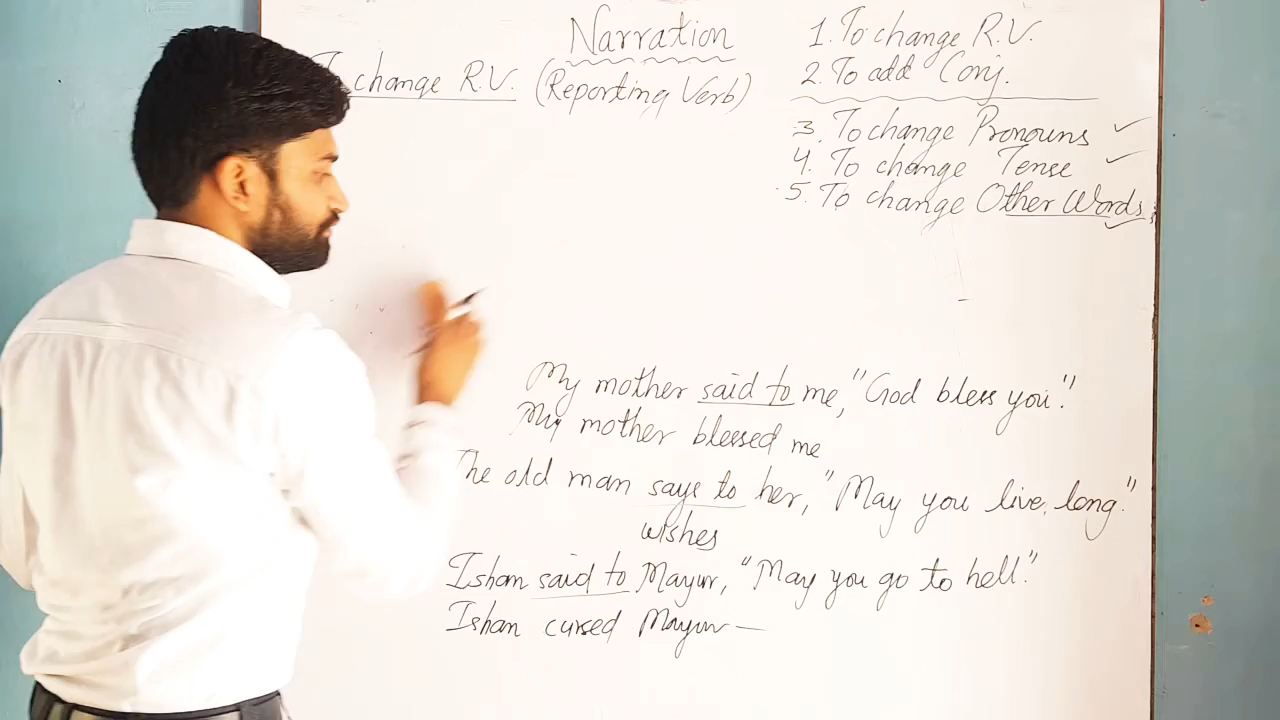 Narration
change R.V. (Reporting Verb)
1. To change R.V.
2. To add Conj.
3. To change Pronouns ✓
4. To change Tense ✓
5. To change Other Words ✓
My mother said to me, "God bless you."
My mother blessed me
The old man says to her, "May you live long."
wishes
Ishan said to Mayur, "May you go to hell."
Ishan cursed Mayur —